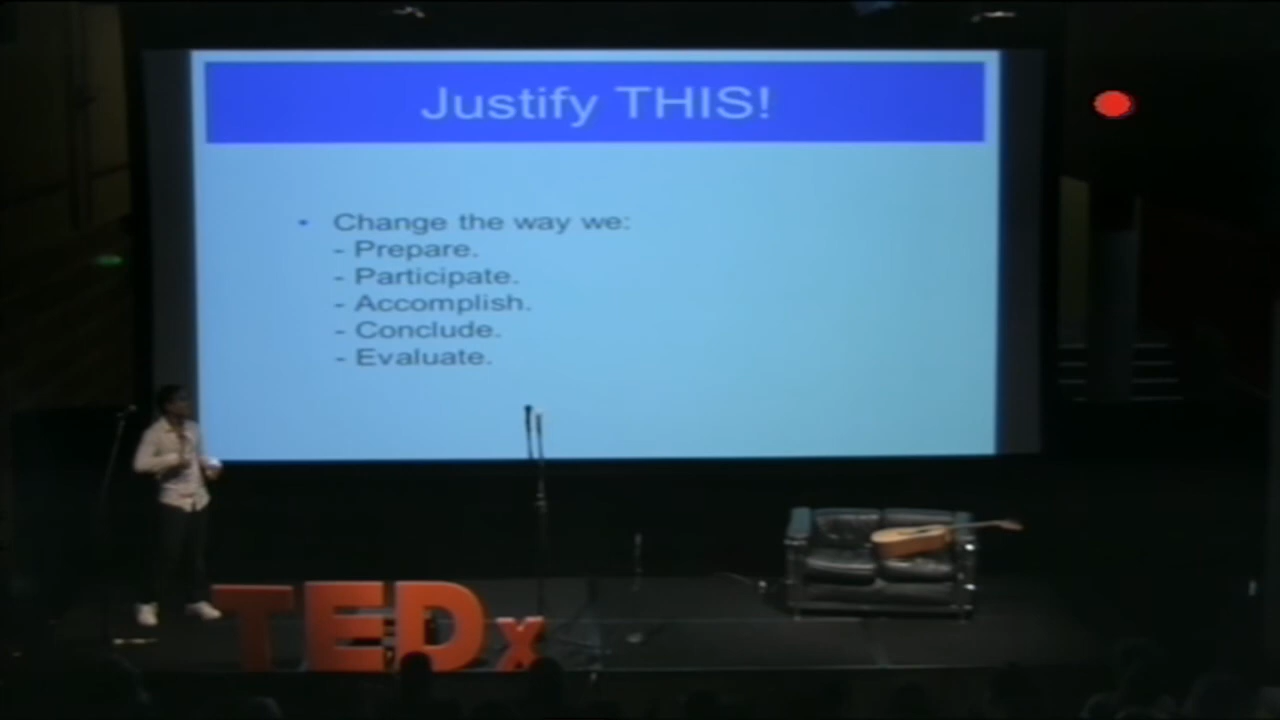 Justify THIS!
• Change the way we:
- Prepare.
- Participate.
- Accomplish.
- Conclude.
- Evaluate.
TEDx